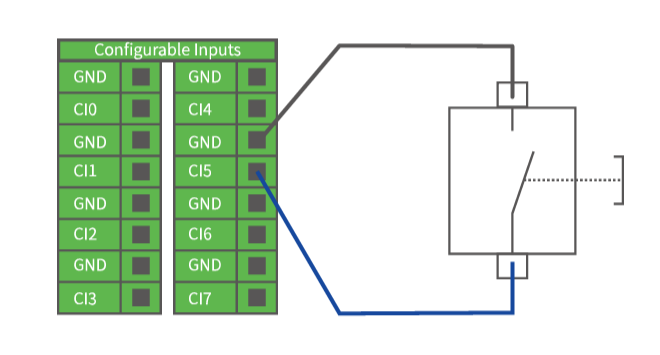 Configurable Inputs
GND GND
CI0 CI4
GND GND
CI1 CI5
GND GND
CI2 CI6
GND GND
CI3 CI7